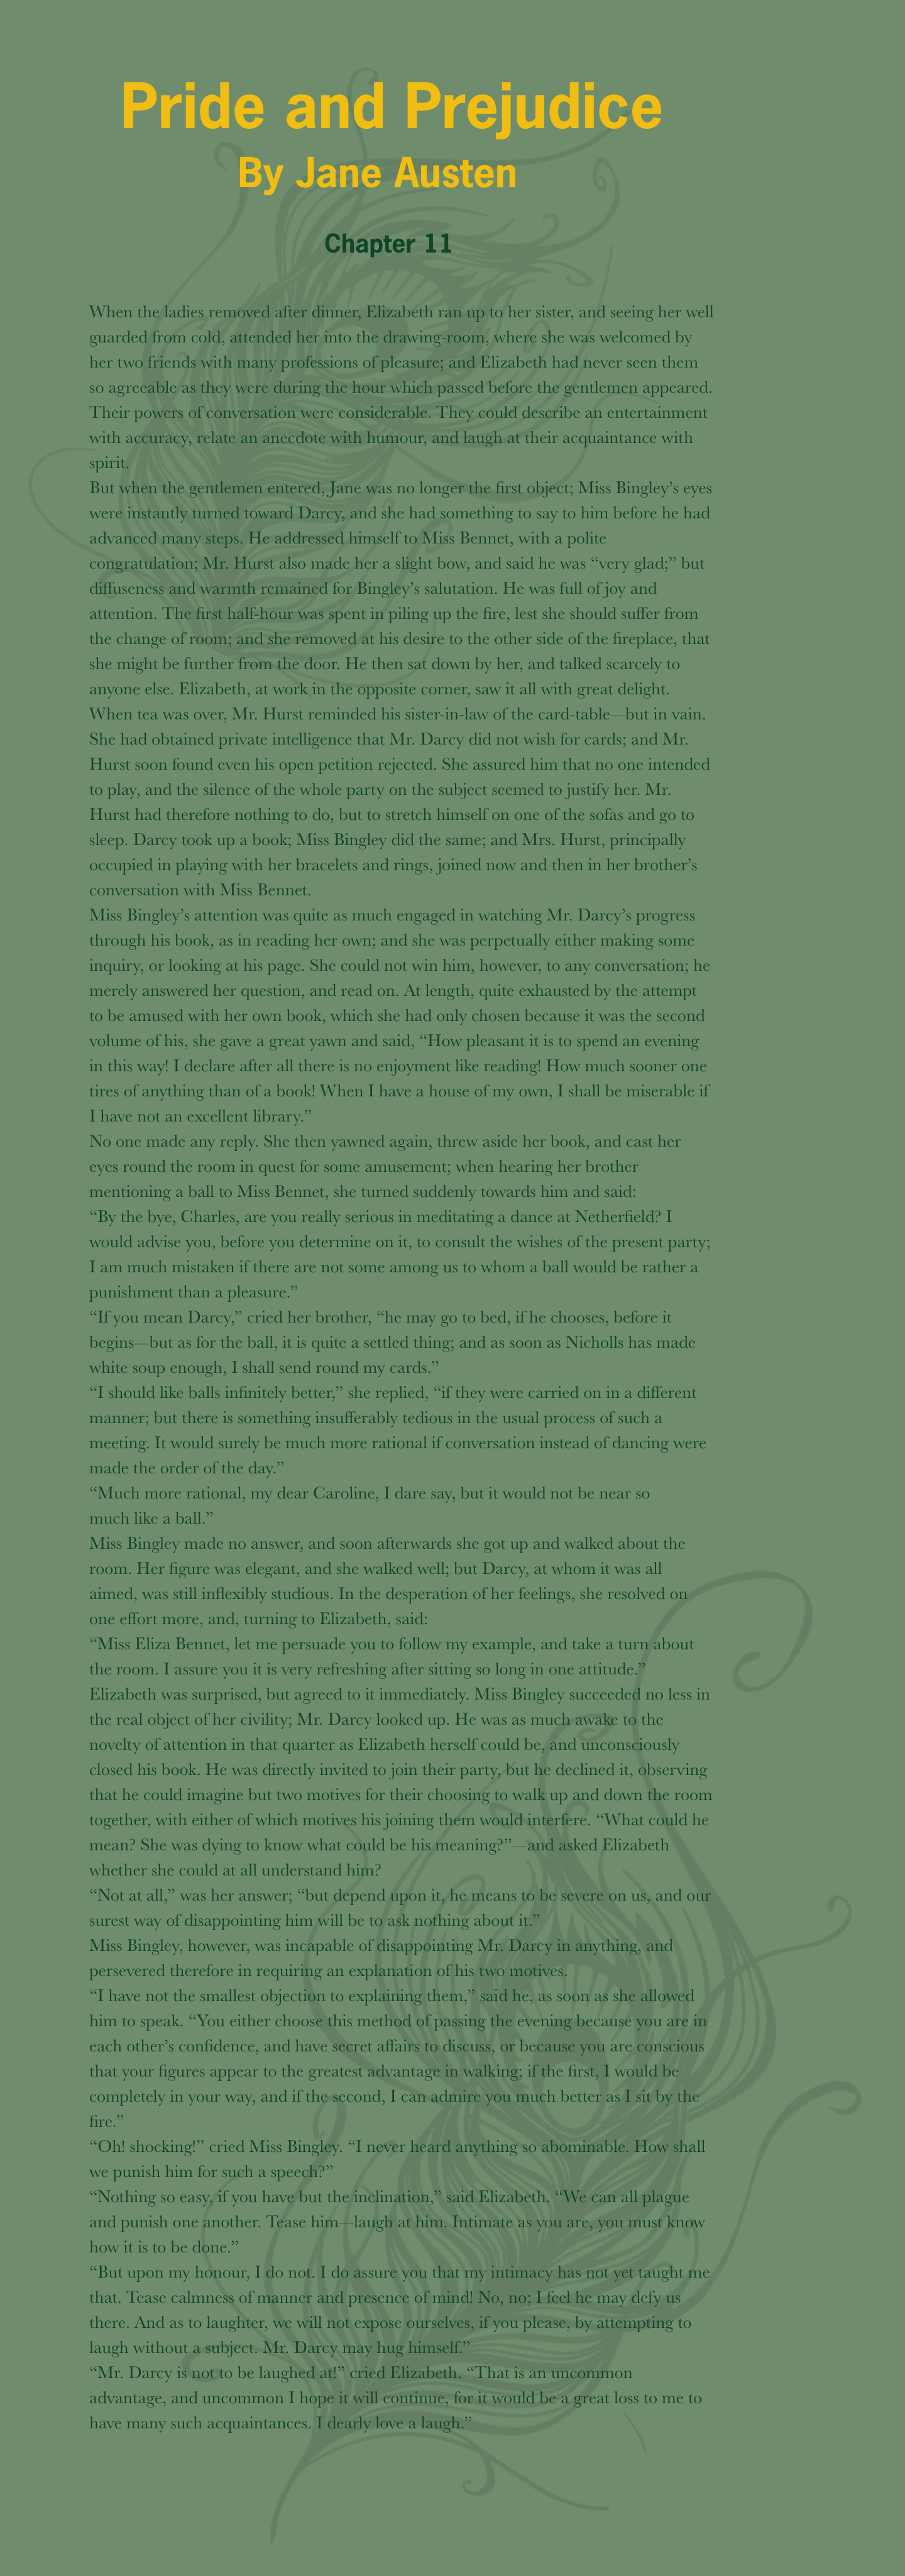 Pride and Prejudice
By Jane Austen
Chapter 11
When the ladies removed after dinner, Elizabeth ran up to her sister, and seeing her well
guarded from cold, attended her into the drawing-room, where she was welcomed by
her two friends with many professions of pleasure; and Elizabeth had never seen them
so agreeable as they were during the hour which passed before the gentlemen appeared.
Their powers of conversation were considerable. They could describe an entertainment
with accuracy, relate an anecdote with humour, and laugh at their acquaintance with
spirit.
But when the gentlemen entered, Jane was no longer the first object; Miss Bingley’s eyes
were instantly turned toward Darcy, and she had something to say to him before he had
advanced many steps. He addressed himself to Miss Bennet, with a polite
congratulation; Mr. Hurst also made her a slight bow, and said he was “very glad;” but
diffuseness and warmth remained for Bingley’s salutation. He was full of joy and
attention. The first half-hour was spent in piling up the fire, lest she should suffer from
the change of room; and she removed at his desire to the other side of the fireplace, that
she might be further from the door. He then sat down by her, and talked scarcely to
anyone else. Elizabeth, at work in the opposite corner, saw it all with great delight.
When tea was over, Mr. Hurst reminded his sister-in-law of the card-table—but in vain.
She had obtained private intelligence that Mr. Darcy did not wish for cards; and Mr.
Hurst soon found even his open petition rejected. She assured him that no one intended
to play, and the silence of the whole party on the subject seemed to justify her. Mr.
Hurst had therefore nothing to do, but to stretch himself on one of the sofas and go to
sleep. Darcy took up a book; Miss Bingley did the same; and Mrs. Hurst, principally
occupied in playing with her bracelets and rings, joined now and then in her brother’s
conversation with Miss Bennet.
Miss Bingley’s attention was quite as much engaged in watching Mr. Darcy’s progress
through his book, as in reading her own; and she was perpetually either making some
inquiry, or looking at his page. She could not win him, however, to any conversation; he
merely answered her question, and read on. At length, quite exhausted by the attempt
to be amused with her own book, which she had only chosen because it was the second
volume of his, she gave a great yawn and said, “How pleasant it is to spend an evening
in this way! I declare after all there is no enjoyment like reading! How much sooner one
tires of anything than of a book! When I have a house of my own, I shall be miserable if
I have not an excellent library.”
No one made any reply. She then yawned again, threw aside her book, and cast her
eyes round the room in quest for some amusement; when hearing her brother
mentioning a ball to Miss Bennet, she turned suddenly towards him and said:
“By the bye, Charles, are you really serious in meditating a dance at Netherfield? I
would advise you, before you determine on it, to consult the wishes of the present party;
I am much mistaken if there are not some among us to whom a ball would be rather a
punishment than a pleasure.”
“If you mean Darcy,” cried her brother, “he may go to bed, if he chooses, before it
begins—but as for the ball, it is quite a settled thing; and as soon as Nicholls has made
white soup enough, I shall send round my cards.”
“I should like balls infinitely better,” she replied, “if they were carried on in a different
manner; but there is something insufferably tedious in the usual process of such a
meeting. It would surely be much more rational if conversation instead of dancing were
made the order of the day.”
“Much more rational, my dear Caroline, I dare say, but it would not be near so
much like a ball.”
Miss Bingley made no answer, and soon afterwards she got up and walked about the
room. Her figure was elegant, and she walked well; but Darcy, at whom it was all
aimed, was still inflexibly studious. In the desperation of her feelings, she resolved on
one effort more, and, turning to Elizabeth, said:
“Miss Eliza Bennet, let me persuade you to follow my example, and take a turn about
the room. I assure you it is very refreshing after sitting so long in one attitude.”
Elizabeth was surprised, but agreed to it immediately. Miss Bingley succeeded no less in
the real object of her civility; Mr. Darcy looked up. He was as much awake to the
novelty of attention in that quarter as Elizabeth herself could be, and unconsciously
closed his book. He was directly invited to join their party, but he declined it, observing
that he could imagine but two motives for their choosing to walk up and down the room
together, with either of which motives his joining them would interfere. “What could he
mean? She was dying to know what could be his meaning?”—and asked Elizabeth
whether she could at all understand him?
“Not at all,” was her answer; “but depend upon it, he means to be severe on us, and our
surest way of disappointing him will be to ask nothing about it.”
Miss Bingley, however, was incapable of disappointing Mr. Darcy in anything, and
persevered therefore in requiring an explanation of his two motives.
“I have not the smallest objection to explaining them,” said he, as soon as she allowed
him to speak. “You either choose this method of passing the evening because you are in
each other’s confidence, and have secret affairs to discuss, or because you are conscious
that your figures appear to the greatest advantage in walking; if the first, I would be
completely in your way, and if the second, I can admire you much better as I sit by the
fire.”
“Oh! shocking!” cried Miss Bingley. “I never heard anything so abominable. How shall
we punish him for such a speech?”
“Nothing so easy, if you have but the inclination,” said Elizabeth. “We can all plague
and punish one another. Tease him—laugh at him. Intimate as you are, you must know
how it is to be done.”
“But upon my honour, I do not. I do assure you that my intimacy has not yet taught me
that. Tease calmness of manner and presence of mind! No, no; I feel he may defy us
there. And as to laughter, we will not expose ourselves, if you please, by attempting to
laugh without a subject. Mr. Darcy may hug himself.”
“Mr. Darcy is not to be laughed at!” cried Elizabeth. “That is an uncommon
advantage, and uncommon I hope it will continue, for it would be a great loss to me to
have many such acquaintances. I dearly love a laugh.”